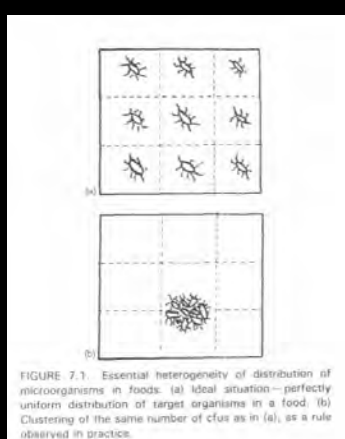 (a)
(b)
FIGURE 7.1. Essential heterogeneity of distribution of
microorganisms in foods. (a) Ideal situation — perfectly
uniform distribution of target organisms in a food. (b)
Clustering of the same number of cfus as in (a), as a rule
observed in practice.